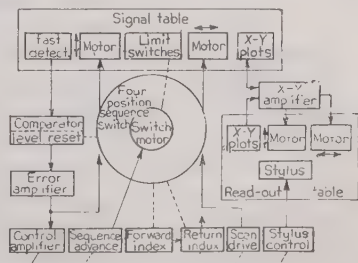 Signal table
Fast
detect.
Motor
Limit
switches
Motor
X-Y
plots
Four
position
sequence
switch
Switch
motor
X-Y
amplifier
Comparator
level reset
X-Y
plots
Motor
Motor
Error
amplifier
Stylus
Read-out table
Control
amplifier
Sequence
advance
Forward
index
Return
index
Scan
drive
Stylus
control